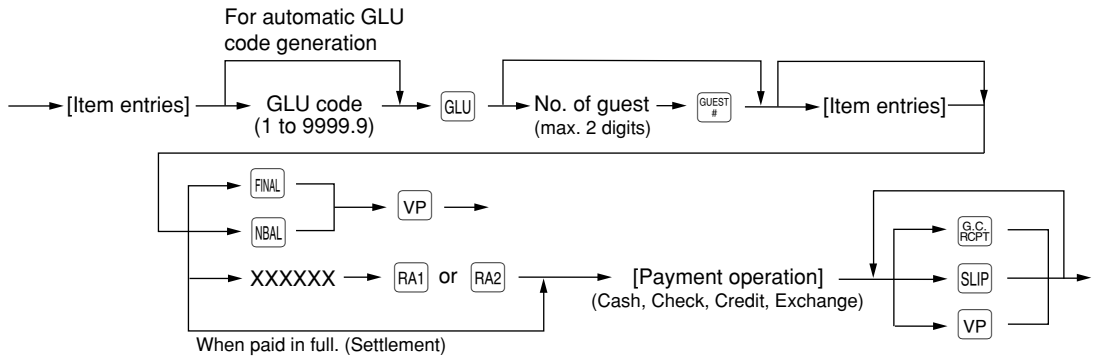 For automatic GLU
code generation
[Item entries] GLU code GLU No. of guest GUEST # [Item entries]
(1 to 9999.9) (max. 2 digits)
FINAL
VP
NBAL
G.C. RCPT
XXXXXX RA1 or RA2 [Payment operation] SLIP
(Cash, Check, Credit, Exchange)
VP
When paid in full. (Settlement)